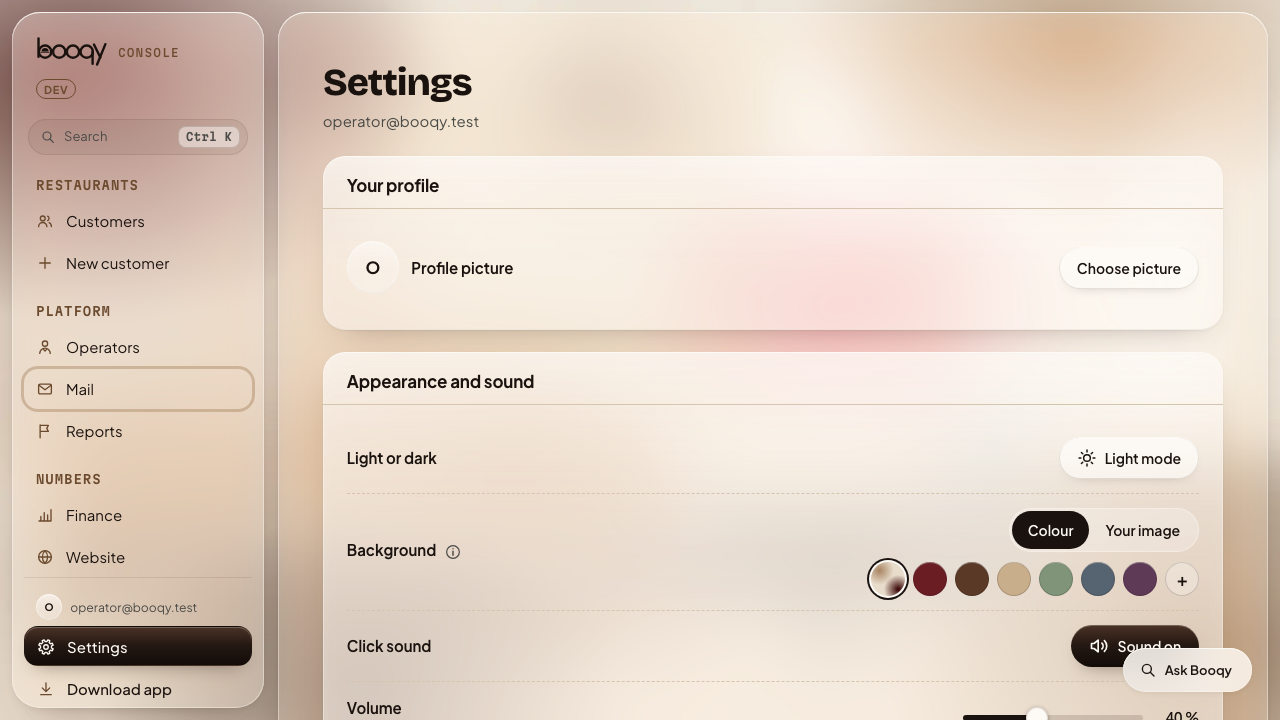 booqy CONSOLE
DEV
Search Ctrl K
RESTAURANTS
Customers
New customer
PLATFORM
Operators
Mail
Reports
NUMBERS
Finance
Website
O operator@booqy.test
Settings
Download app
Settings
operator@booqy.test
Your profile
O Profile picture Choose picture
Appearance and sound
Light or dark Light mode
Background Colour Your image
+
Click sound Sound on
Ask Booqy
Volume 40 %